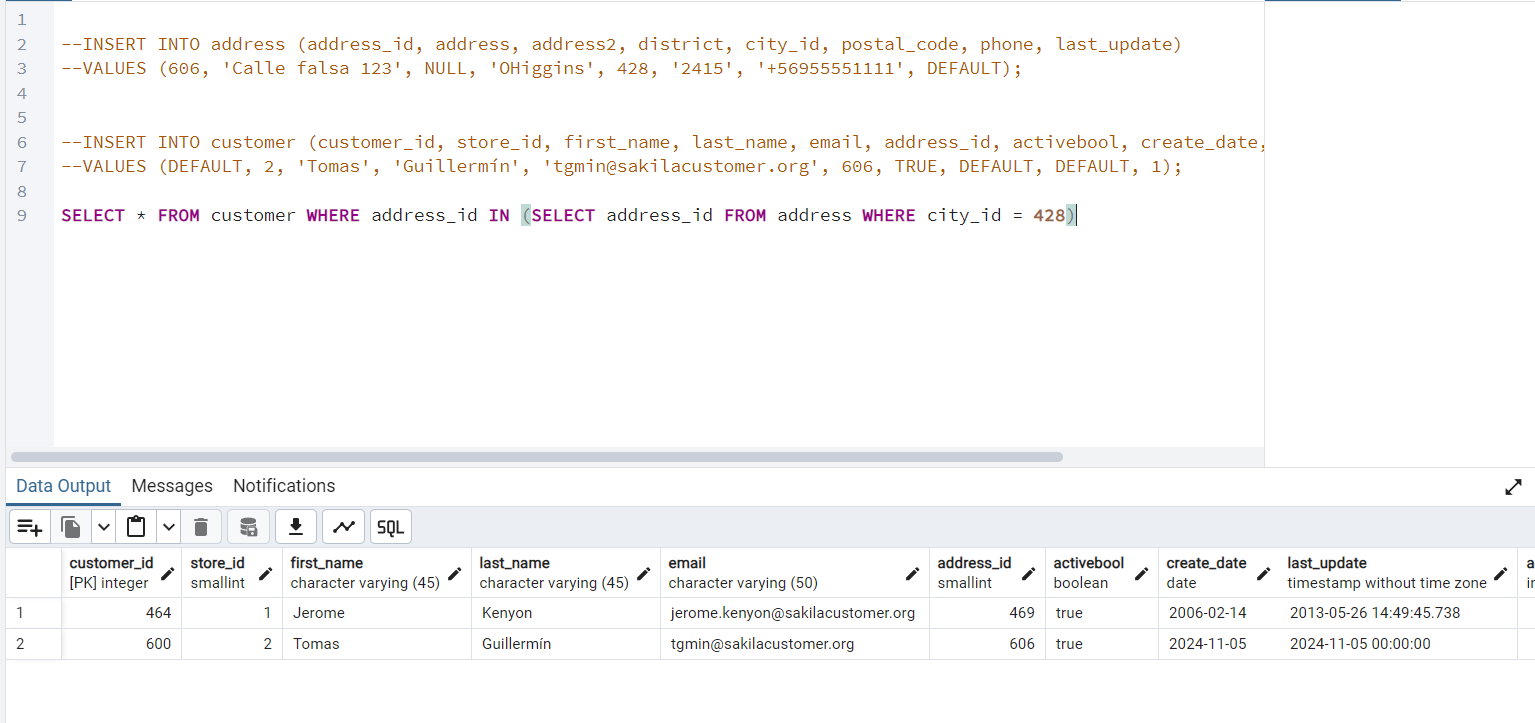 1
2 --INSERT INTO address (address_id, address, address2, district, city_id, postal_code, phone, last_update)
3 --VALUES (606, 'Calle falsa 123', NULL, 'OHiggins', 428, '2415', '+56955551111', DEFAULT);
4
5
6 --INSERT INTO customer (customer_id, store_id, first_name, last_name, email, address_id, activebool, create_date,
7 --VALUES (DEFAULT, 2, 'Tomas', 'Guillermín', 'tgmin@sakilacustomer.org', 606, TRUE, DEFAULT, DEFAULT, 1);
8
9 SELECT * FROM customer WHERE address_id IN (SELECT address_id FROM address WHERE city_id = 428)
Data Output Messages Notifications
SQL
customer_id store_id first_name last_name email address_id activebool create_date last_update a
[PK] integer smallint character varying (45) character varying (45) character varying (50) smallint boolean date timestamp without time zone in
1 464 1 Jerome Kenyon jerome.kenyon@sakilacustomer.org 469 true 2006-02-14 2013-05-26 14:49:45.738
2 600 2 Tomas Guillermín tgmin@sakilacustomer.org 606 true 2024-11-05 2024-11-05 00:00:00